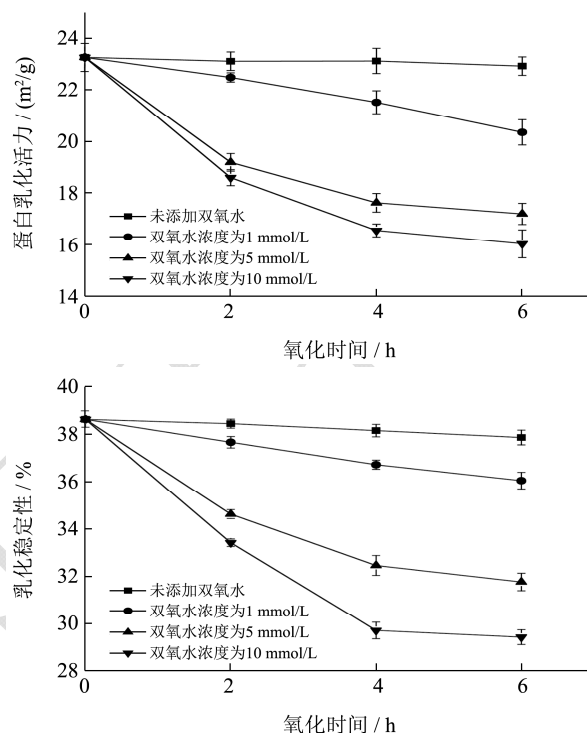 24
22
20
18
16
14
蛋白乳化活力 / (m²/g)
未添加双氧水
双氧水浓度为1 mmol/L
双氧水浓度为5 mmol/L
双氧水浓度为10 mmol/L
0
2
4
6
氧化时间 / h
40
38
36
34
32
30
28
乳化稳定性 / %
未添加双氧水
双氧水浓度为1 mmol/L
双氧水浓度为5 mmol/L
双氧水浓度为10 mmol/L
0
2
4
6
氧化时间 / h